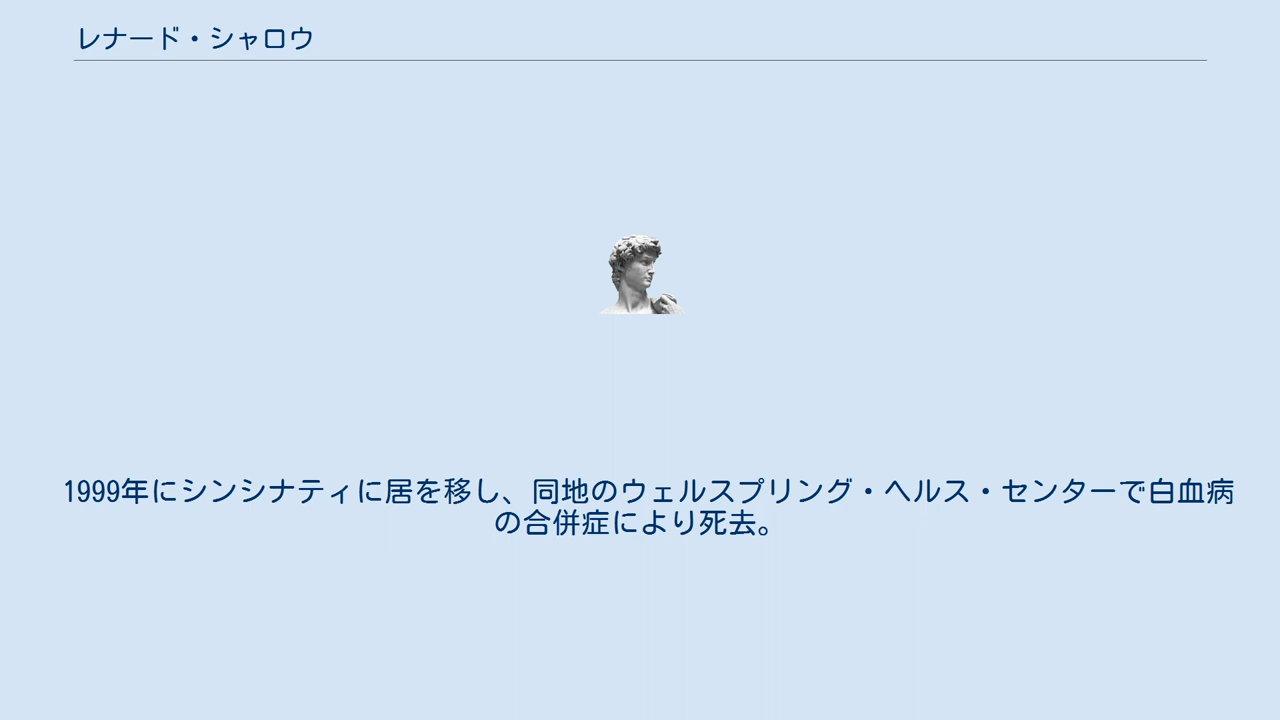 レナード・シャロウ
1999年にシンシナティに居を移し、同地のウェルスプリング・ヘルス・センターで白血病
の合併症により死去。